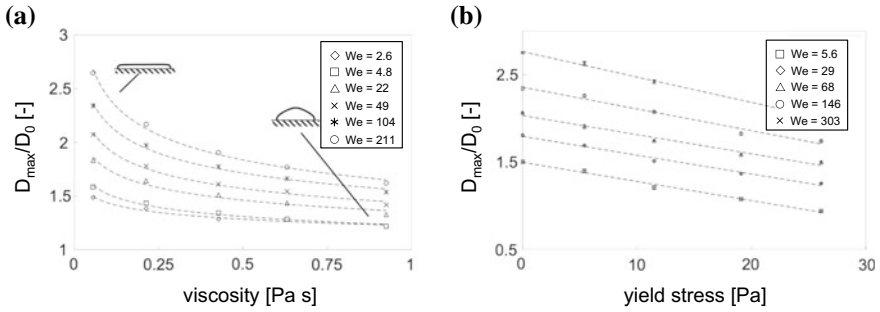 (a)
3
2.5
2
1.5
1
D_max/D_0 [-]
We = 2.6
We = 4.8
We = 22
We = 49
We = 104
We = 211
0
0.25
0.5
0.75
1
viscosity [Pa s]
(b)
2.5
1.5
0.5
D_max/D_0 [-]
We = 5.6
We = 29
We = 68
We = 146
We = 303
0
10
20
30
yield stress [Pa]